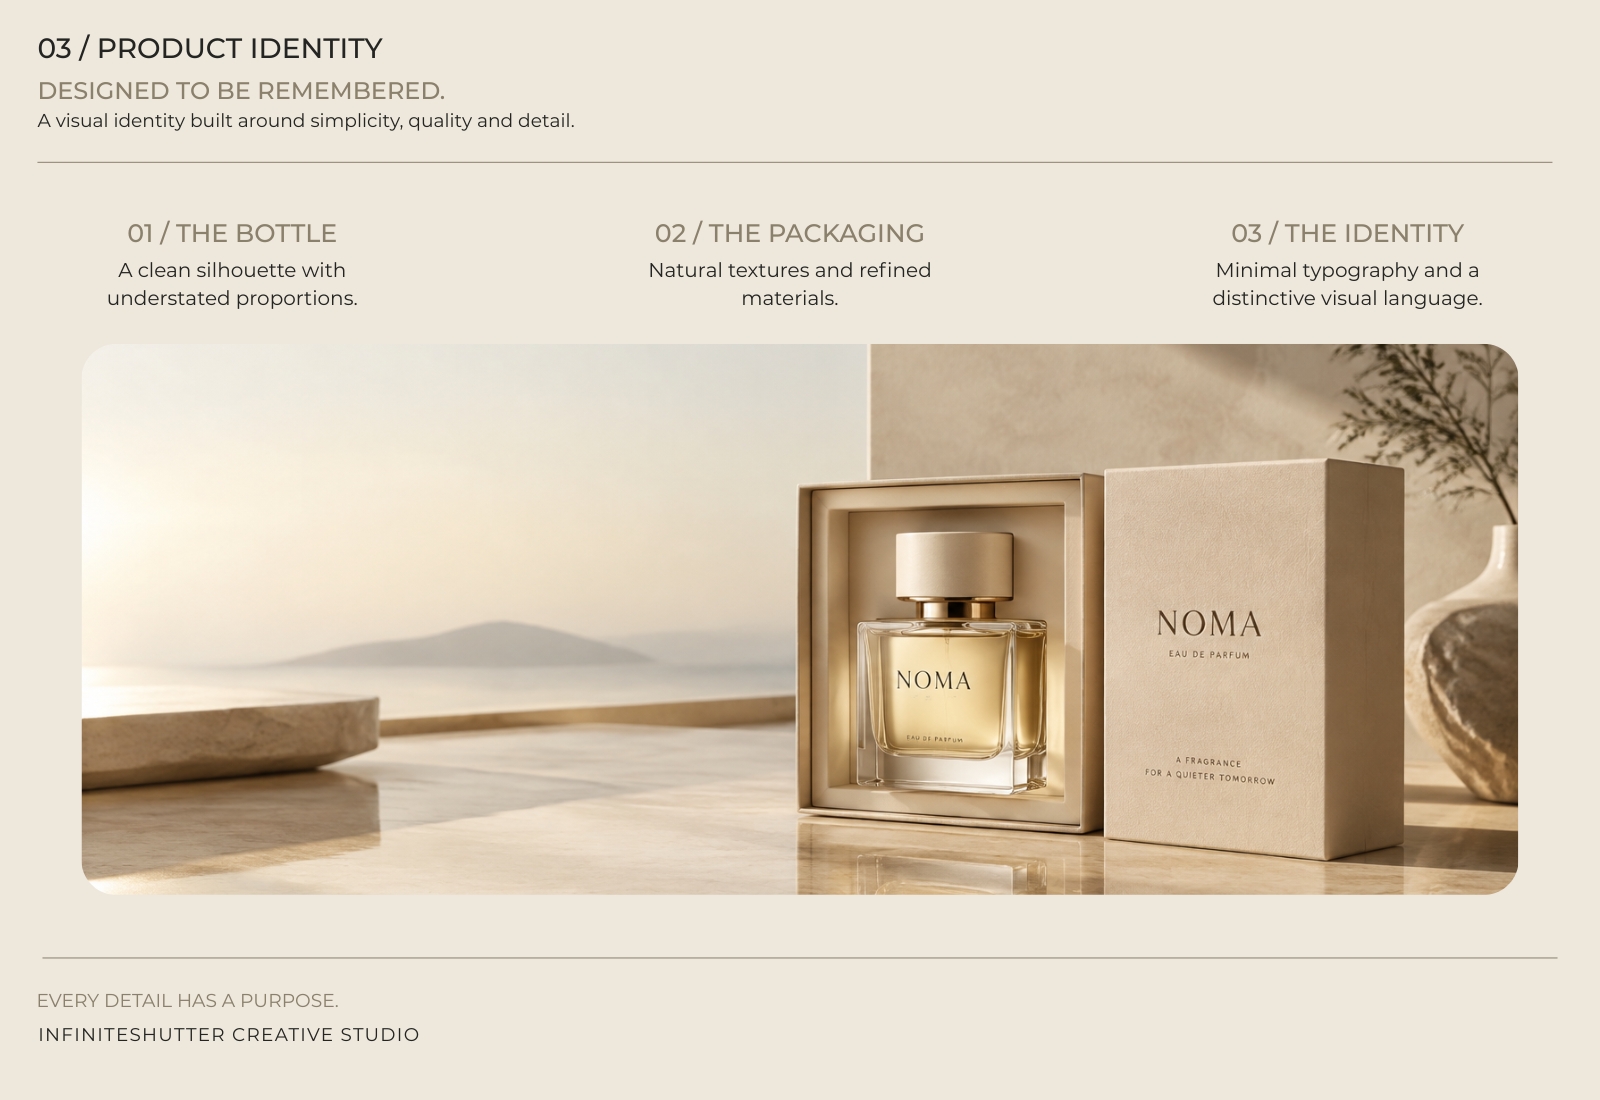 03 / PRODUCT IDENTITY
DESIGNED TO BE REMEMBERED.
A visual identity built around simplicity, quality and detail.
01 / THE BOTTLE
A clean silhouette with
understated proportions.
02 / THE PACKAGING
Natural textures and refined
materials.
03 / THE IDENTITY
Minimal typography and a
distinctive visual language.
NOMA
EAU DE PARFUM
NOMA
EAU DE PARFUM
A FRAGRANCE
FOR A QUIETER TOMORROW
EVERY DETAIL HAS A PURPOSE.
INFINITESHUTTER CREATIVE STUDIO